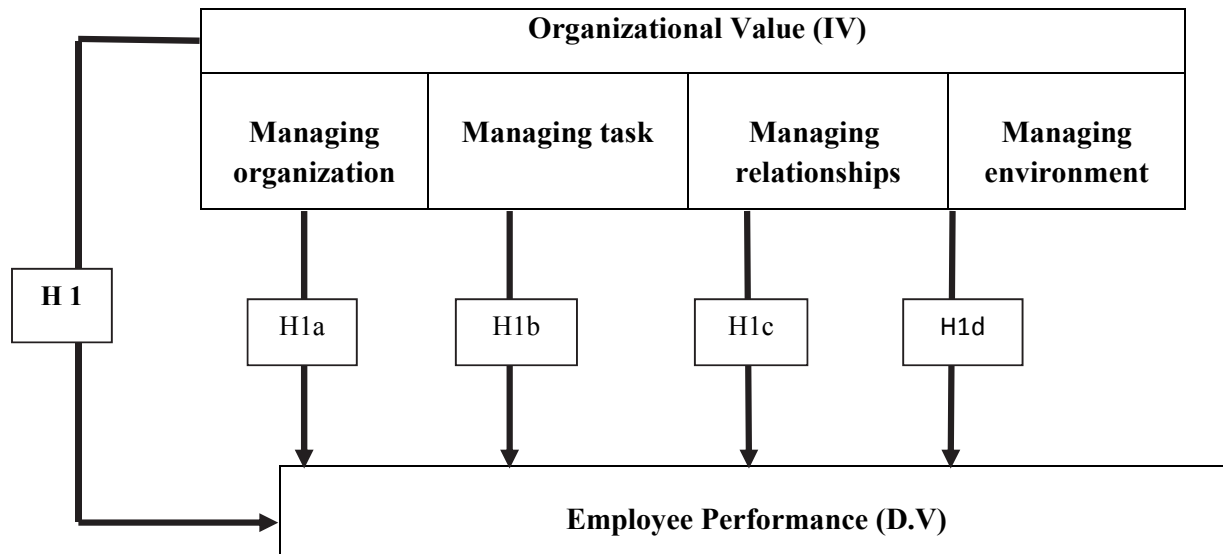 Organizational Value (IV)
Managing
organization
Managing task
Managing
relationships
Managing
environment
H 1
H1a
H1b
H1c
H1d
Employee Performance (D.V)